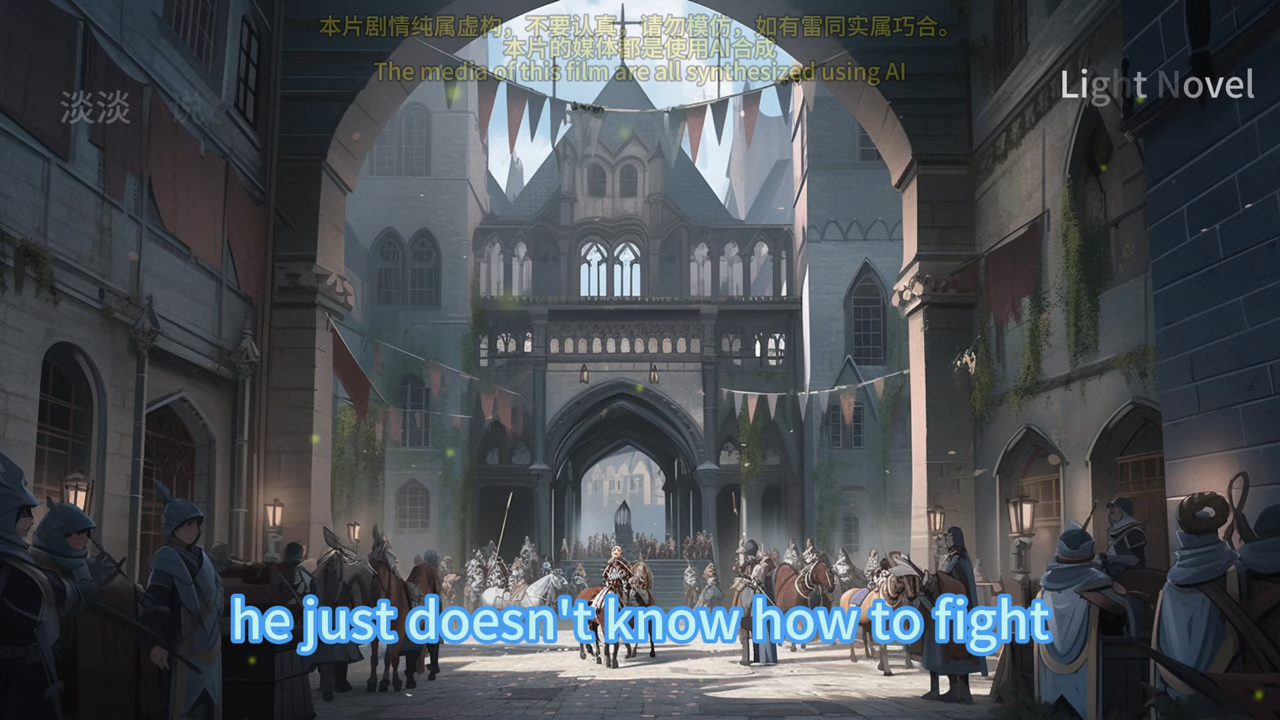 本片剧情纯属虚构，不要认真，请勿模仿，如有雷同实属巧合。
本片的媒体都是使用AI合成
The media of this film are all synthesized using AI
Light Novel
淡淡 说
he just doesn't know how to fight